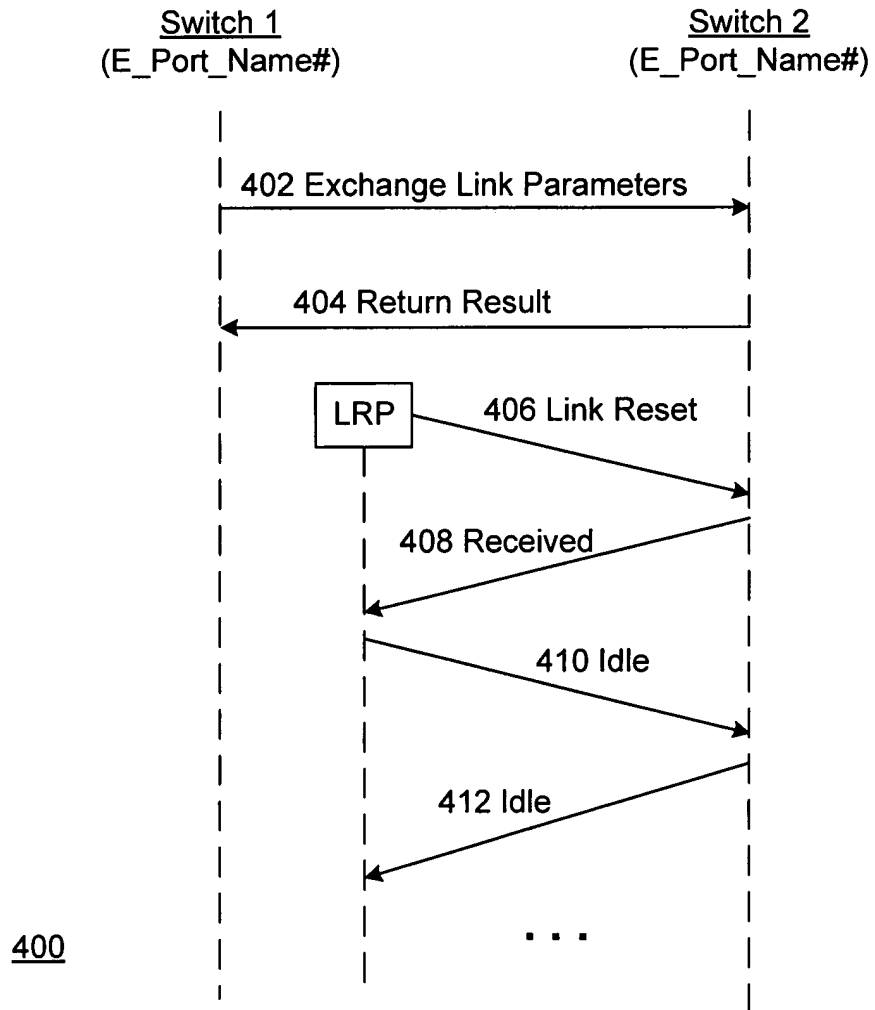 Switch 1
(E_Port_Name#)
Switch 2
(E_Port_Name#)
402 Exchange Link Parameters
404 Return Result
LRP
406 Link Reset
408 Received
410 Idle
412 Idle
. . .
400